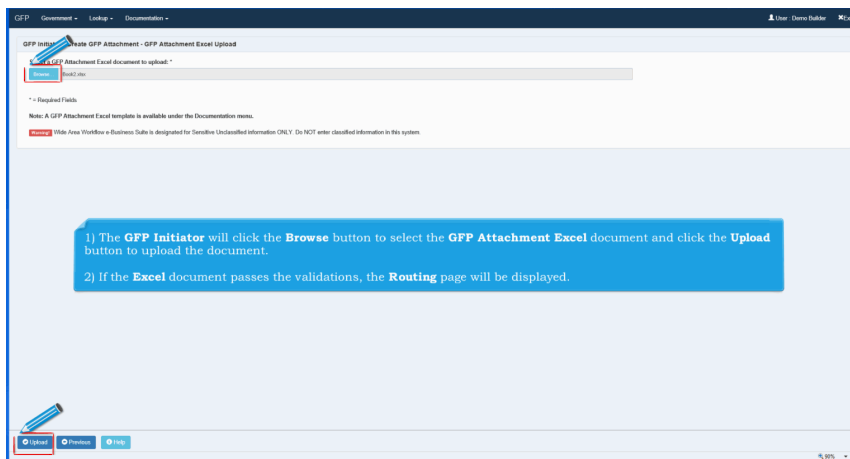 GFP Government Lookup Documentation User : Demo Builder
GFP Create GFP Attachment - GFP Attachment Excel Upload
a GFP Attachment Excel document to upload: *
Browse Book2.xlsx
* = Required Fields
Note: A GFP Attachment Excel template is available under the Documentation menu.
Warning! Wide Area Workflow e-Business Suite is designated for Sensitive Unclassified information ONLY. Do NOT enter classified information in this system.
1) The GFP Initiator will click the Browse button to select the GFP Attachment Excel document and click the Upload
button to upload the document.
2) If the Excel document passes the validations, the Routing page will be displayed.
Upload Previous Help
90%